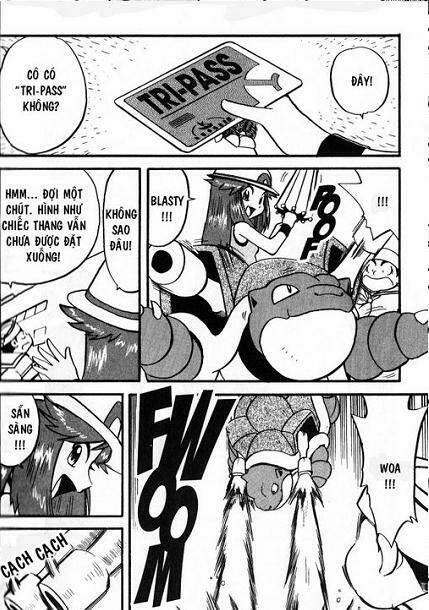 CÔ CÓ
"TRI-PASS"
KHÔNG?
TRI-PASS
ĐÂY!
HMM... ĐỢI MỘT
CHÚT. HÌNH NHƯ
CHIẾC THANG VẪN
CHƯA ĐƯỢC ĐẶT
XUỐNG!
KHÔNG
SAO
ĐÂU!
BLASTY
!!!
POOF
!!!
SẴN
SÀNG
!!!
CẠCH CẠCH
FWOOM
WOA
!!!